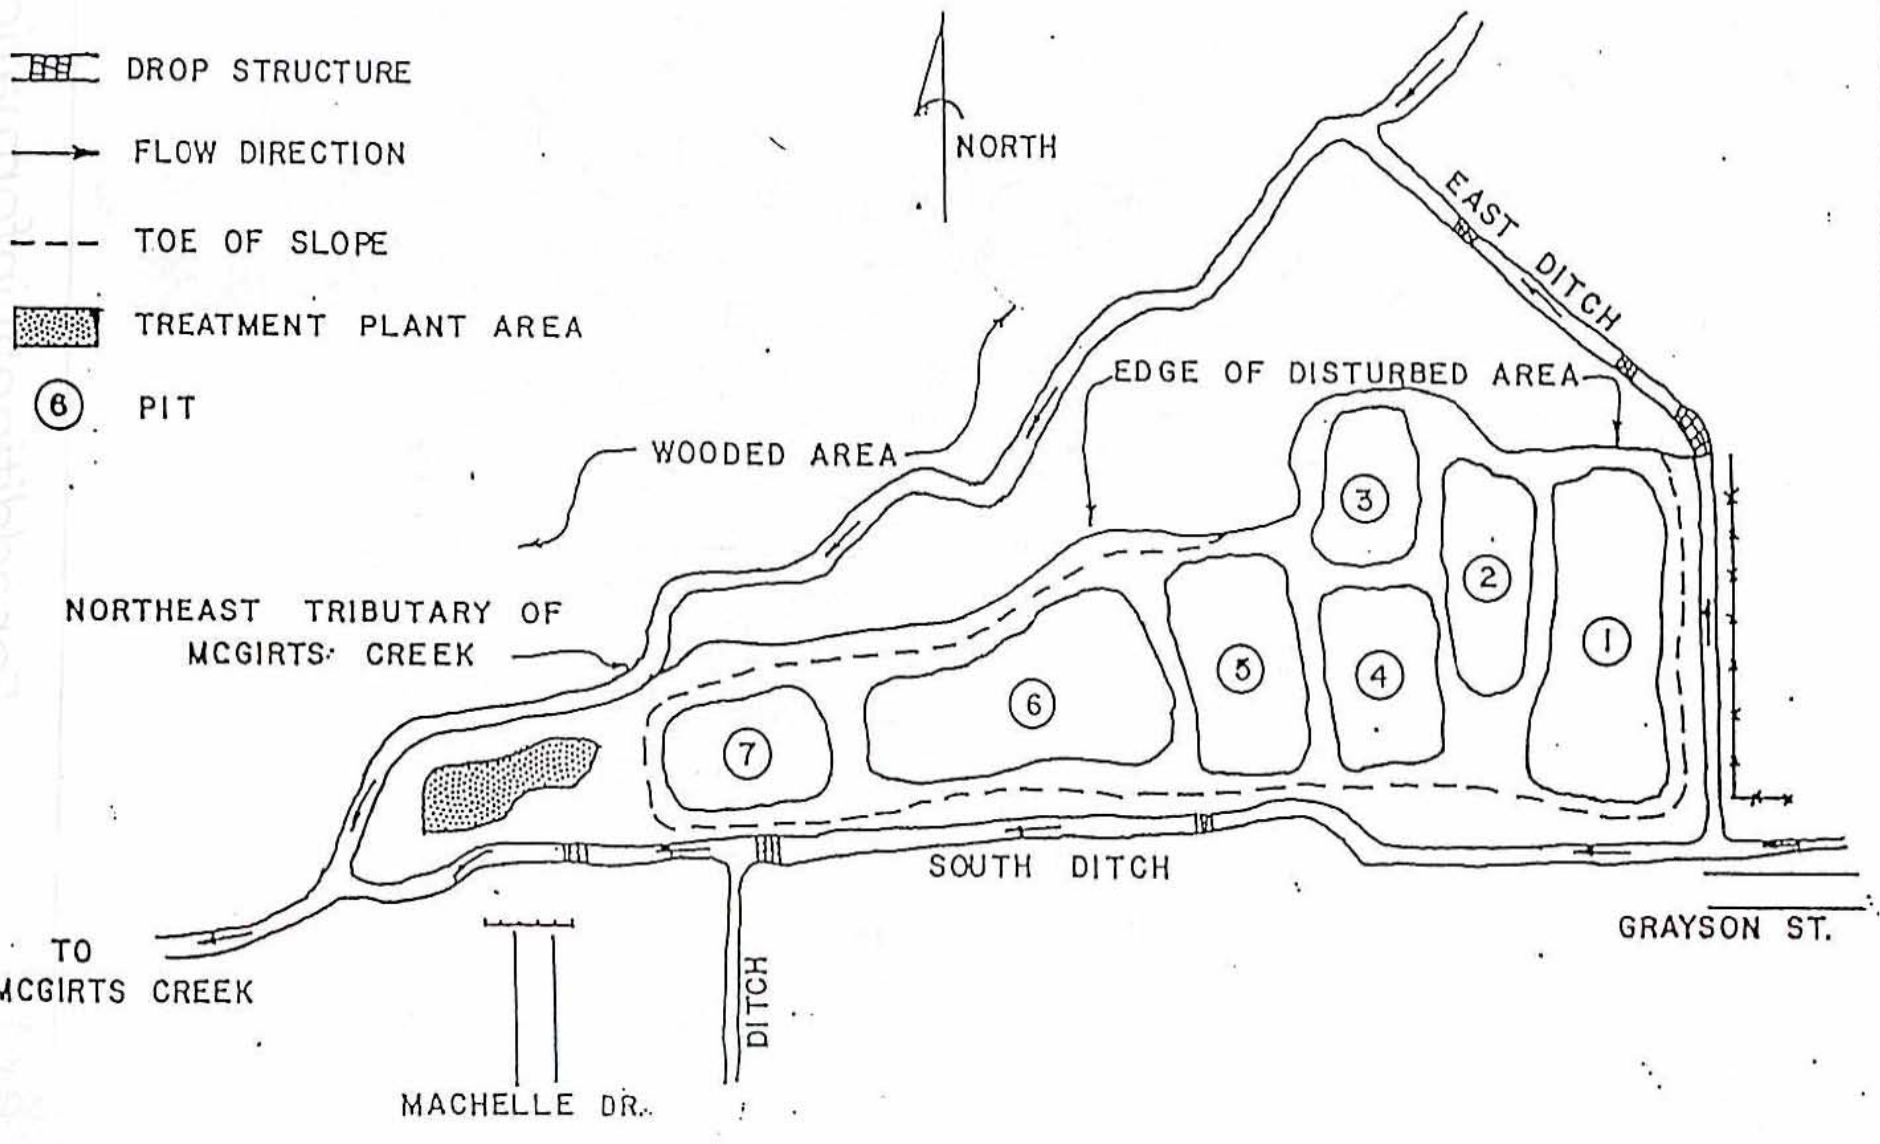 DROP STRUCTURE
FLOW DIRECTION
TOE OF SLOPE
TREATMENT PLANT AREA
6 PIT
NORTH
EAST DITCH
EDGE OF DISTURBED AREA
WOODED AREA
NORTHEAST TRIBUTARY OF
MCGIRTS CREEK
3
2
1
5
4
6
7
SOUTH DITCH
GRAYSON ST.
TO
MCGIRTS CREEK
DITCH
MACHELLE DR.